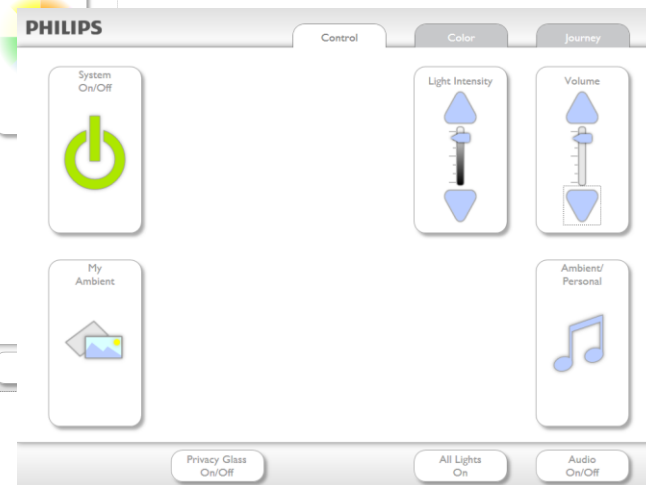 PHILIPS
Control
Color
Journey
System
On/Off
Light Intensity
Volume
My
Ambient
Ambient/
Personal
Privacy Glass
On/Off
All Lights
On
Audio
On/Off